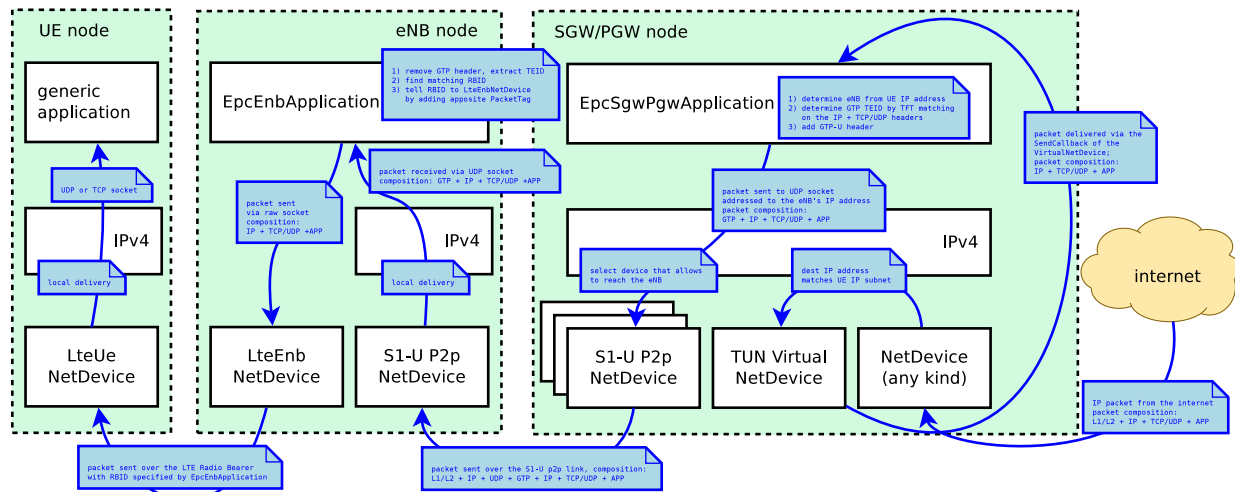 UE node
generic
application
UDP or TCP socket
IPv4
local delivery
LteUe
NetDevice
packet sent over the LTE Radio Bearer
with RBID specified by EpcEnbApplication
eNB node
EpcEnbApplication
1) remove GTP header, extract TEID
2) find matching RBID
3) tell RBID to LteEnbNetDevice
by adding apposite PacketTag
packet received via UDP socket
composition: GTP + IP + TCP/UDP +APP
packet sent
via raw socket
composition:
IP + TCP/UDP +APP
IPv4
local delivery
LteEnb
NetDevice
S1-U P2p
NetDevice
packet sent over the S1-U p2p link, composition:
L1/L2 + IP + UDP + GTP + IP + TCP/UDP + APP
SGW/PGW node
EpcSgwPgwApplication
1) determine eNB from UE IP address
2) determine GTP TEID by TFT matching
on the IP + TCP/UDP headers
3) add GTP-U header
packet sent to UDP socket
addressed to the eNB's IP address
packet composition:
GTP + IP + TCP/UDP + APP
IPv4
select device that allows
to reach the eNB
dest IP address
matches UE IP subnet
S1-U P2p
NetDevice
TUN Virtual
NetDevice
NetDevice
(any kind)
packet delivered via the
SendCallback of the
VirtualNetDevice;
packet composition:
IP + TCP/UDP + APP
internet
IP packet from the internet
packet composition:
L1/L2 + IP + TCP/UDP + APP